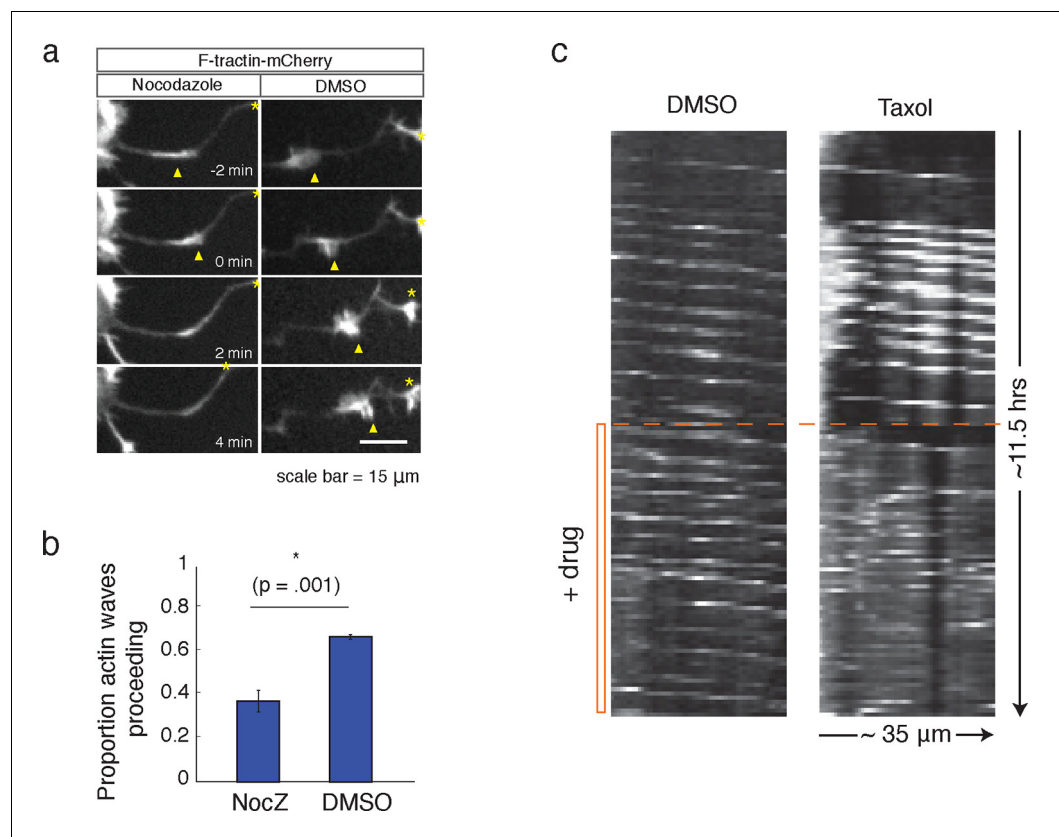 a
F-tractin-mCherry
Nocodazole DMSO
-2 min
0 min
2 min
4 min
scale bar = 15 µm
b
Proportion actin waves
proceeding
1
0.8
0.6
0.4
0.2
0
*
(p = .001)
NocZ DMSO
c
DMSO Taxol
+ drug
~11.5 hrs
~ 35 µm